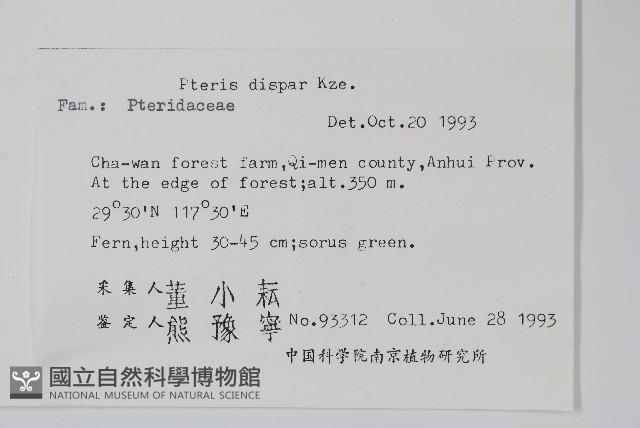 Pteris dispar Kze.
Fam.: Pteridaceae
Det.Oct.20 1993
Cha-wan forest farm,Qi-men county,Anhui Prov.
At the edge of forest;alt.350 m.
29°30'N 117°30'E
Fern,height 30-45 cm;sorus green.
采集人董小耘
鉴定人熊豫寧 No.93312 Coll.June 28 1993
中国科学院南京植物研究所
國立自然科學博物館
NATIONAL MUSEUM OF NATURAL SCIENCE